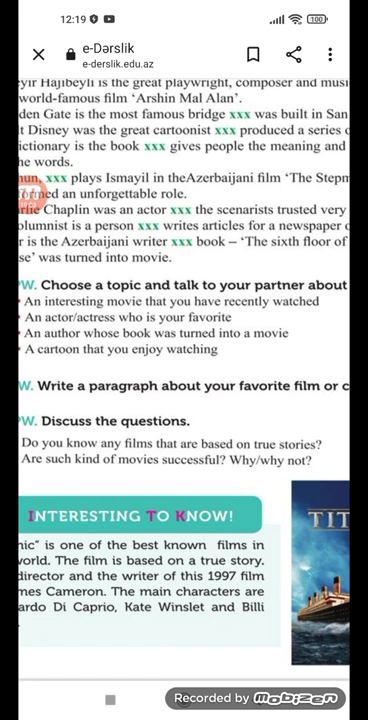 12:19
100
e-Dərslik
e-derslik.edu.az
eyir Hajibeyli is the great playwright, composer and musi
world-famous film ‘Arshin Mal Alan’.
den Gate is the most famous bridge xxx was built in San
lt Disney was the great cartoonist xxx produced a series o
ictionary is the book xxx gives people the meaning and
he words.
xxx plays Ismayil in theAzerbaijani film ‘The Stepm
ormed an unforgettable role.
rlie Chaplin was an actor xxx the scenarists trusted very
olumnist is a person xxx writes articles for a newspaper o
r is the Azerbaijani writer xxx book – ‘The sixth floor of
se’ was turned into movie.
W. Choose a topic and talk to your partner about
An interesting movie that you have recently watched
An actor/actress who is your favorite
An author whose book was turned into a movie
A cartoon that you enjoy watching
W. Write a paragraph about your favorite film or c
W. Discuss the questions.
Do you know any films that are based on true stories?
Are such kind of movies successful? Why/why not?
INTERESTING TO KNOW!
TIT
nic” is one of the best known films in
vorld. The film is based on a true story.
director and the writer of this 1997 film
mes Cameron. The main characters are
ardo Di Caprio, Kate Winslet and Billi
Recorded by mobizen